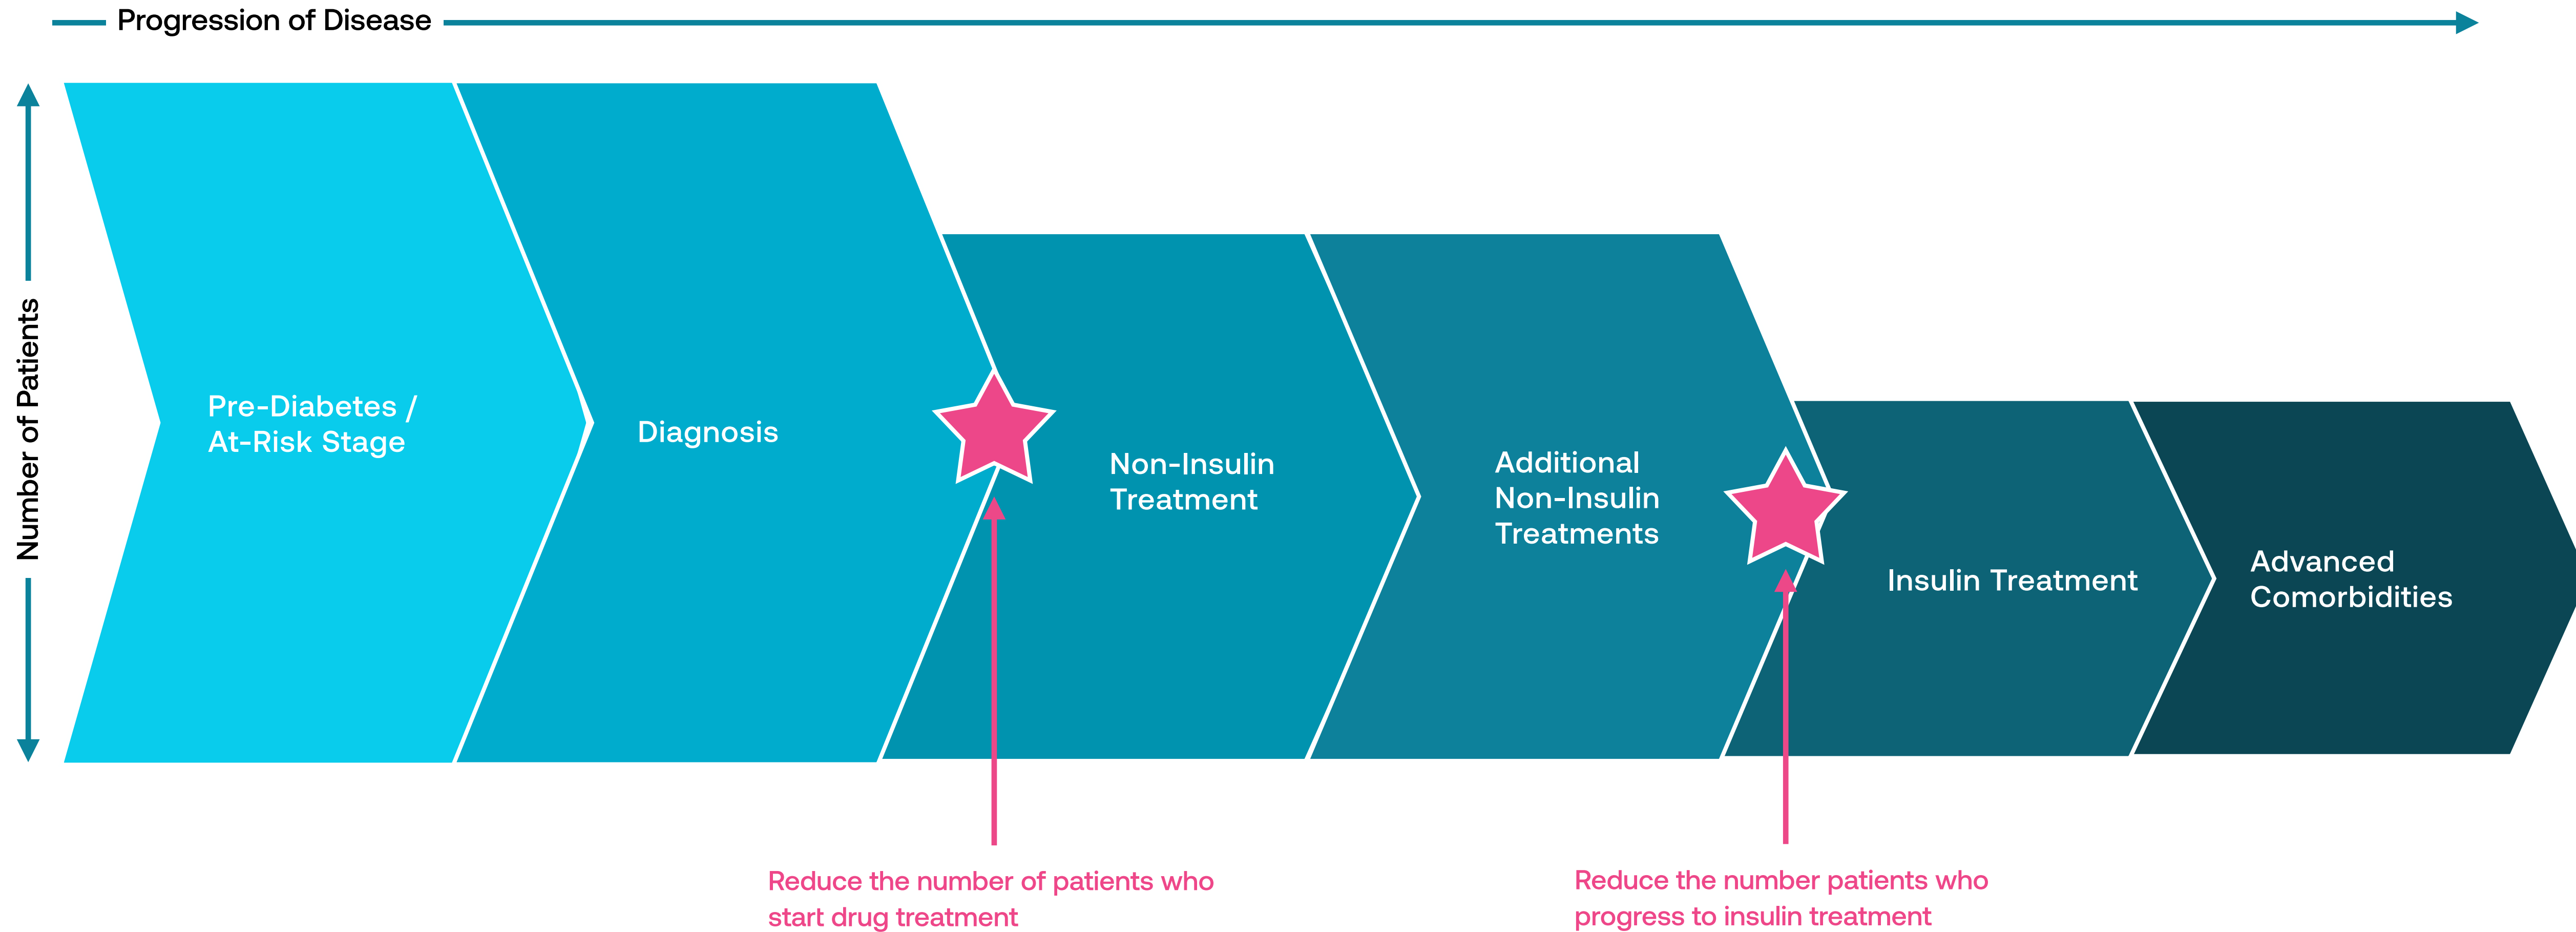 Progression of Disease
Number of Patients
Pre-Diabetes /
At-Risk Stage
Diagnosis
Non-Insulin
Treatment
Additional
Non-Insulin
Treatments
Insulin Treatment
Advanced
Comorbidities
Reduce the number of patients who
start drug treatment
Reduce the number patients who
progress to insulin treatment